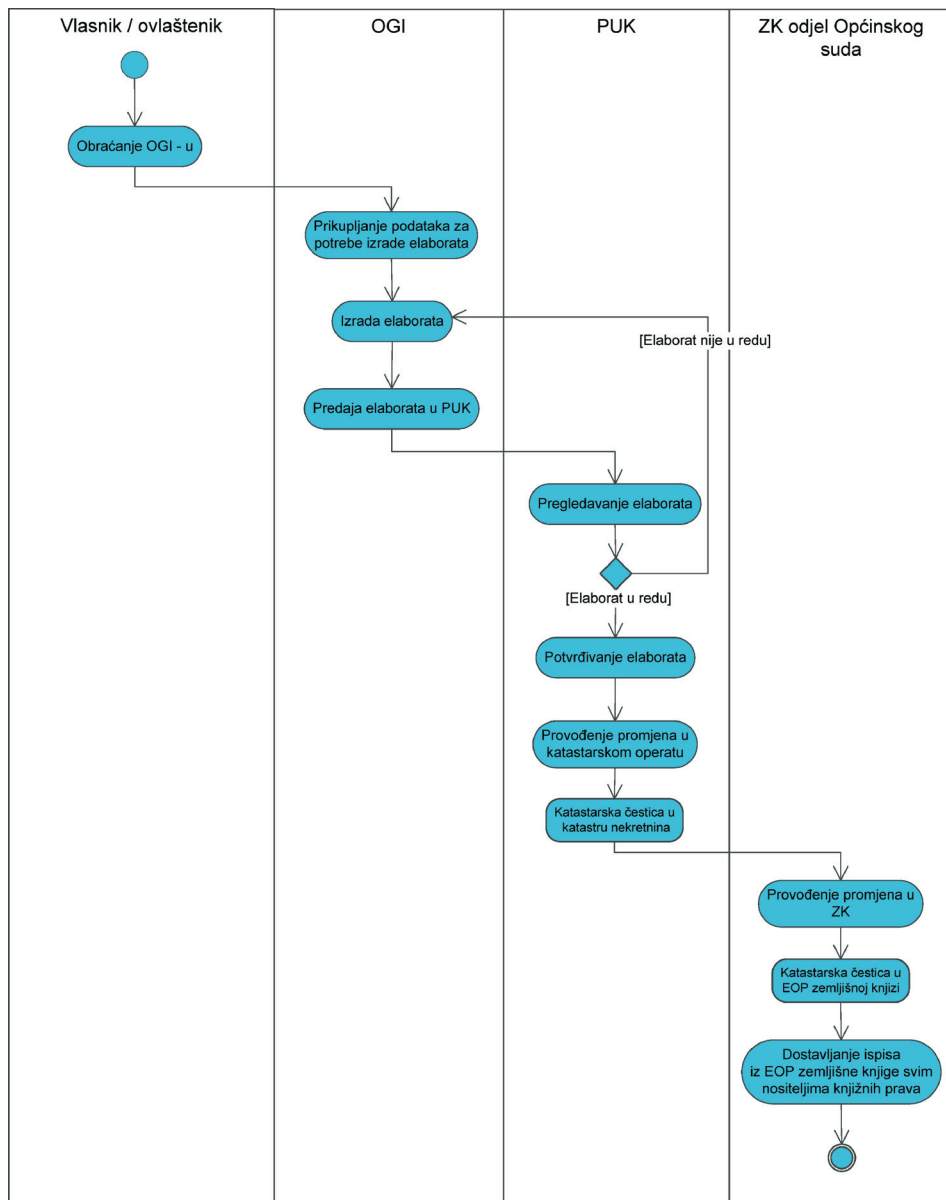 Vlasnik / ovlaštenik
OGI
PUK
ZK odjel Općinskog
suda
Obraćanje OGI - u
Prikupljanje podataka za
potrebe izrade elaborata
Izrada elaborata
[Elaborat nije u redu]
Predaja elaborata u PUK
Pregledavanje elaborata
[Elaborat u redu]
Potvrđivanje elaborata
Provođenje promjena u
katastarskom operatu
Katastarska čestica u
katastru nekretnina
Provođenje promjena u
ZK
Katastarska čestica u
EOP zemljišnoj knjizi
Dostavljanje ispisa
iz EOP zemljišne knjige svim
nositeljima knjižnih prava